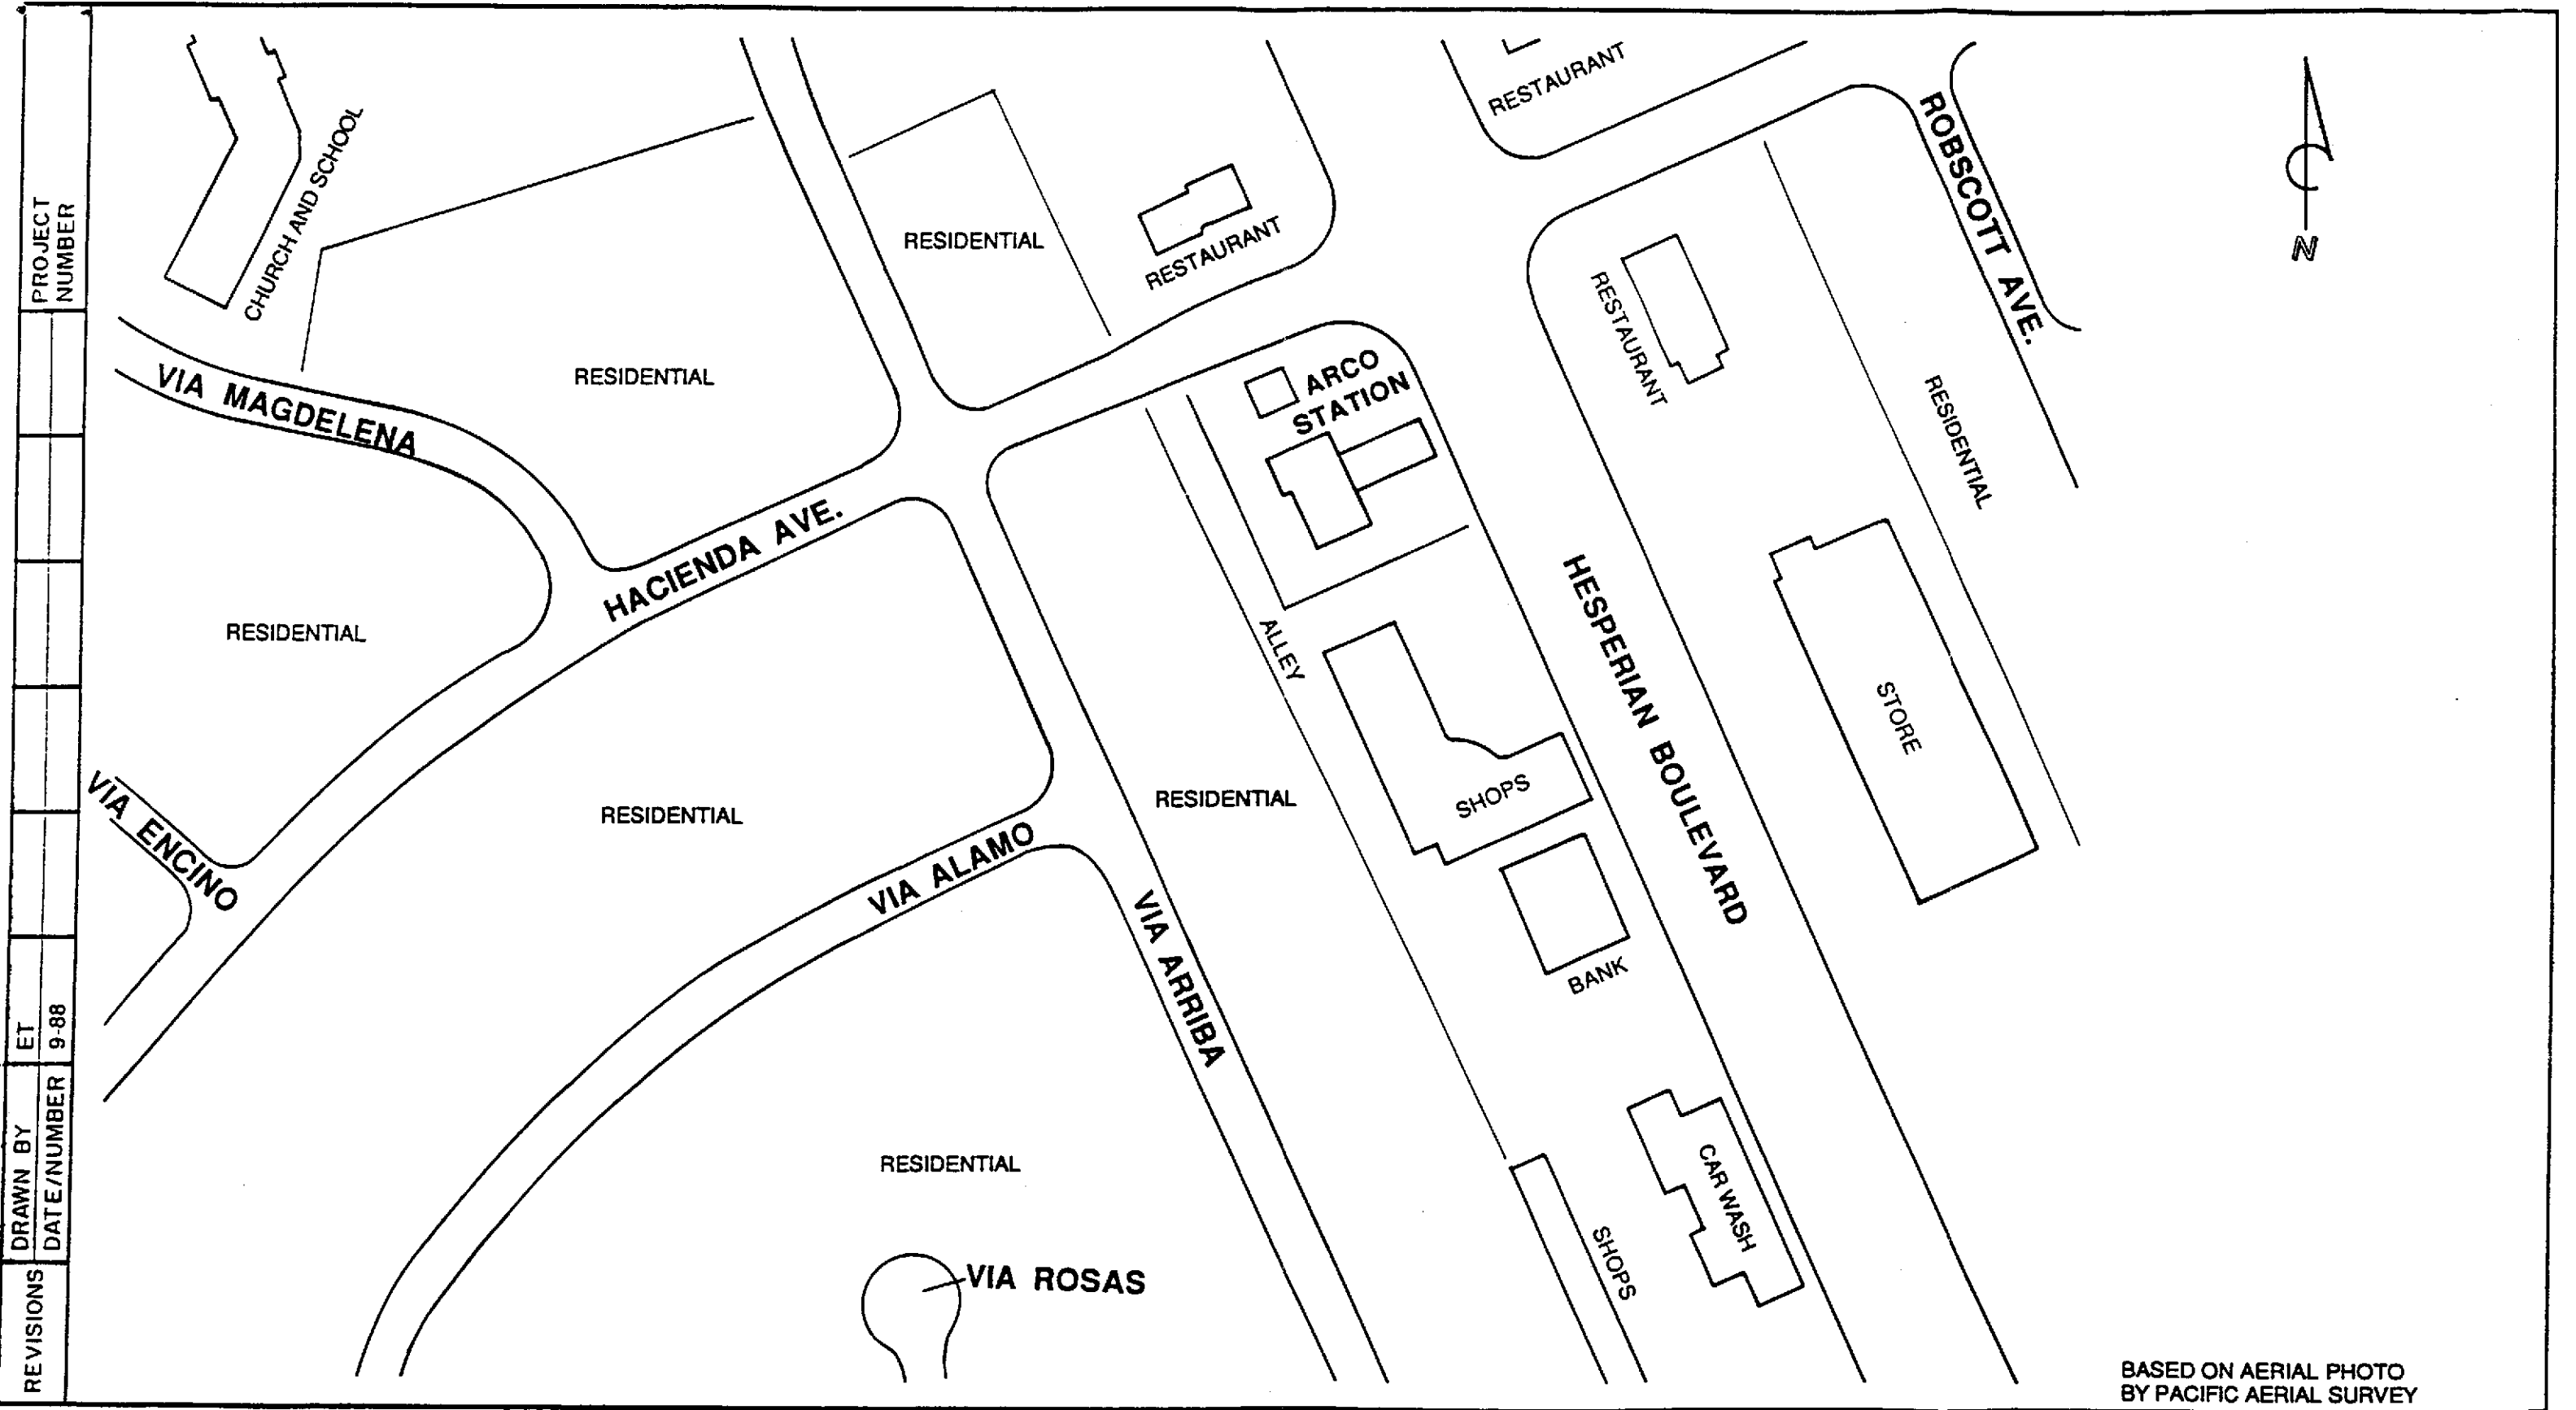 PROJECT
NUMBER
ET
9-88
DRAWN BY
DATE/NUMBER
REVISIONS
CHURCH AND SCHOOL
VIA MAGDELENA
RESIDENTIAL
RESIDENTIAL
RESTAURANT
RESTAURANT
ROBSCOTT AVE.
N
ARCO
STATION
RESTAURANT
RESIDENTIAL
HACIENDA AVE.
RESIDENTIAL
ALLEY
HESPERIAN BOULEVARD
STORE
VIA ENCINO
RESIDENTIAL
VIA ALAMO
RESIDENTIAL
SHOPS
VIA ARRIBA
BANK
RESIDENTIAL
CAR WASH
SHOPS
VIA ROSAS
BASED ON AERIAL PHOTO
BY PACIFIC AERIAL SURVEY